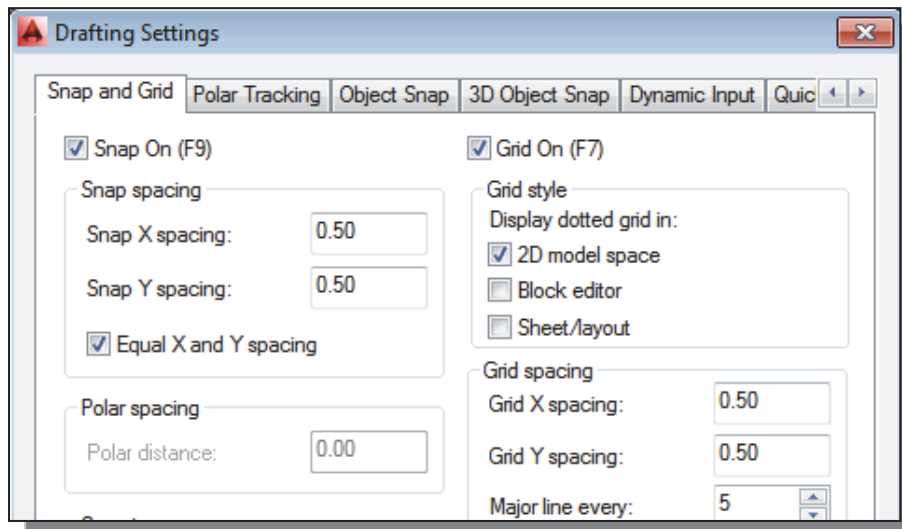 Drafting Settings
Snap and Grid Polar Tracking Object Snap 3D Object Snap Dynamic Input Quic
Snap On (F9)
Snap spacing
Snap X spacing: 0.50
Snap Y spacing: 0.50
Equal X and Y spacing
Polar spacing
Polar distance: 0.00
Grid On (F7)
Grid style
Display dotted grid in:
2D model space
Block editor
Sheet/layout
Grid spacing
Grid X spacing: 0.50
Grid Y spacing: 0.50
Major line every: 5